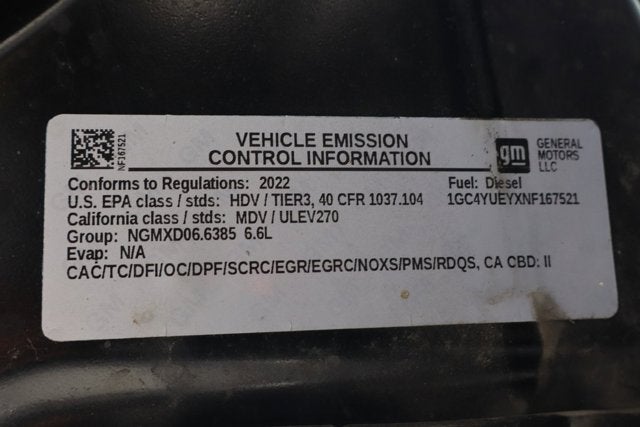 NF167521
VEHICLE EMISSION
CONTROL INFORMATION
gm
GENERAL
MOTORS
LLC
Conforms to Regulations: 2022
Fuel: Diesel
U.S. EPA class / stds: HDV / TIER3, 40 CFR 1037.104
1GC4YUEYXNF167521
California class / stds: MDV / ULEV270
Group: NGMXD06.6385 6.6L
Evap: N/A
CAC/TC/DFI/OC/DPF/SCRC/EGR/EGRC/NOXS/PMS/RDQS, CA CBD: II